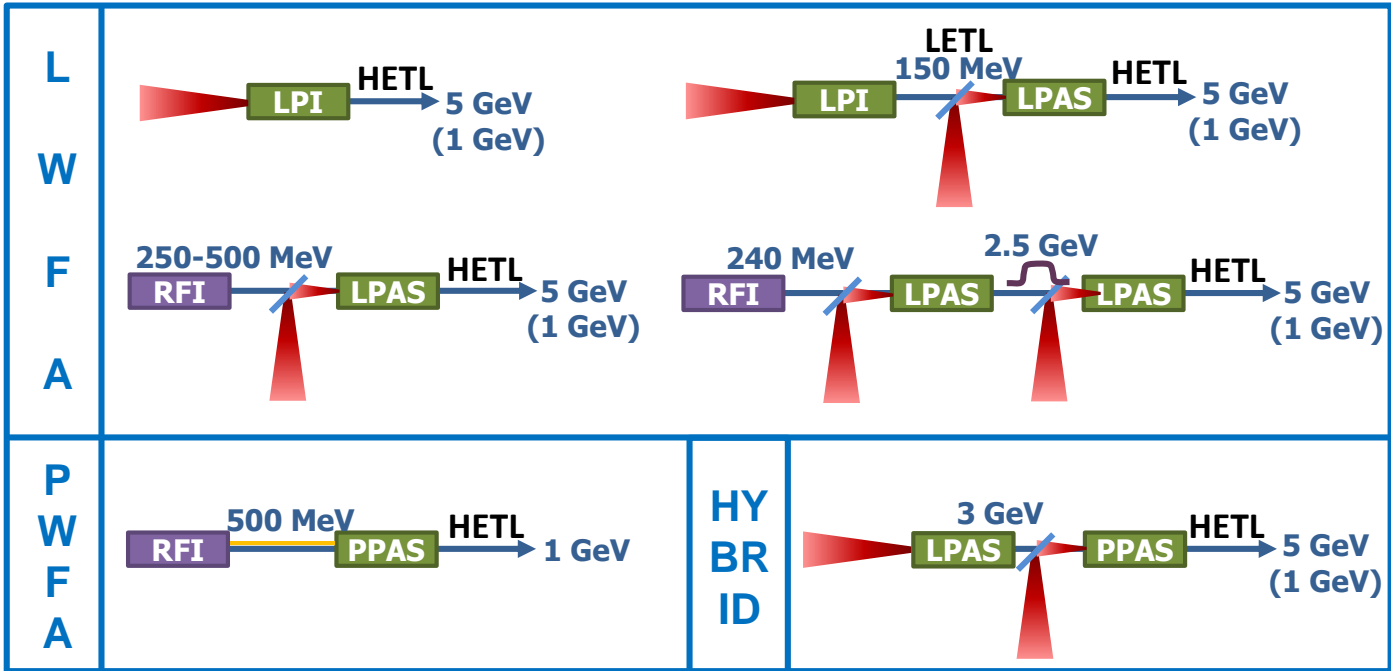 L
W
F
A
LPI
HETL
5 GeV
(1 GeV)
LPI
LETL
150 MeV
LPAS
HETL
5 GeV
(1 GeV)
250-500 MeV
RFI
LPAS
HETL
5 GeV
(1 GeV)
240 MeV
RFI
LPAS
2.5 GeV
LPAS
HETL
5 GeV
(1 GeV)
P
W
F
A
500 MeV
RFI
PPAS
HETL
1 GeV
HY
BR
ID
3 GeV
LPAS
PPAS
HETL
5 GeV
(1 GeV)